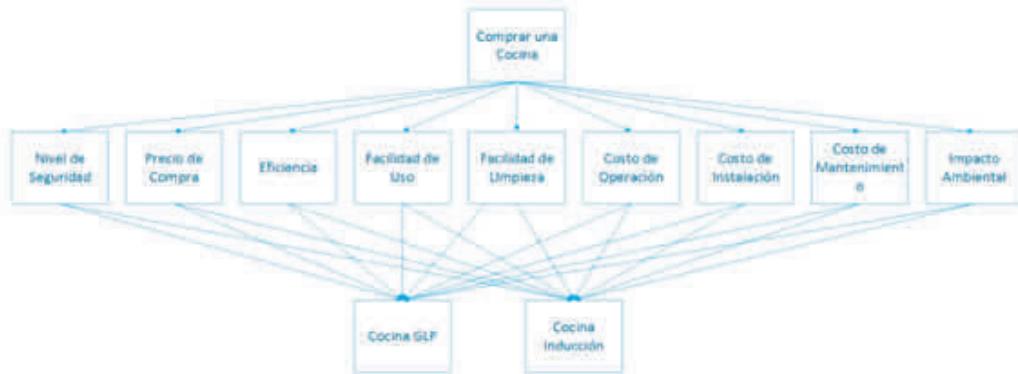 Comprar una
Cocina
Nivel de
Seguridad
Precio de
Compra
Eficiencia
Facilidad de
Uso
Facilidad de
Limpieza
Costo de
Operación
Costo de
Instalación
Costo de
Mantenimient
o
Impacto
Ambiental
Cocina GLP
Cocina
Inducción